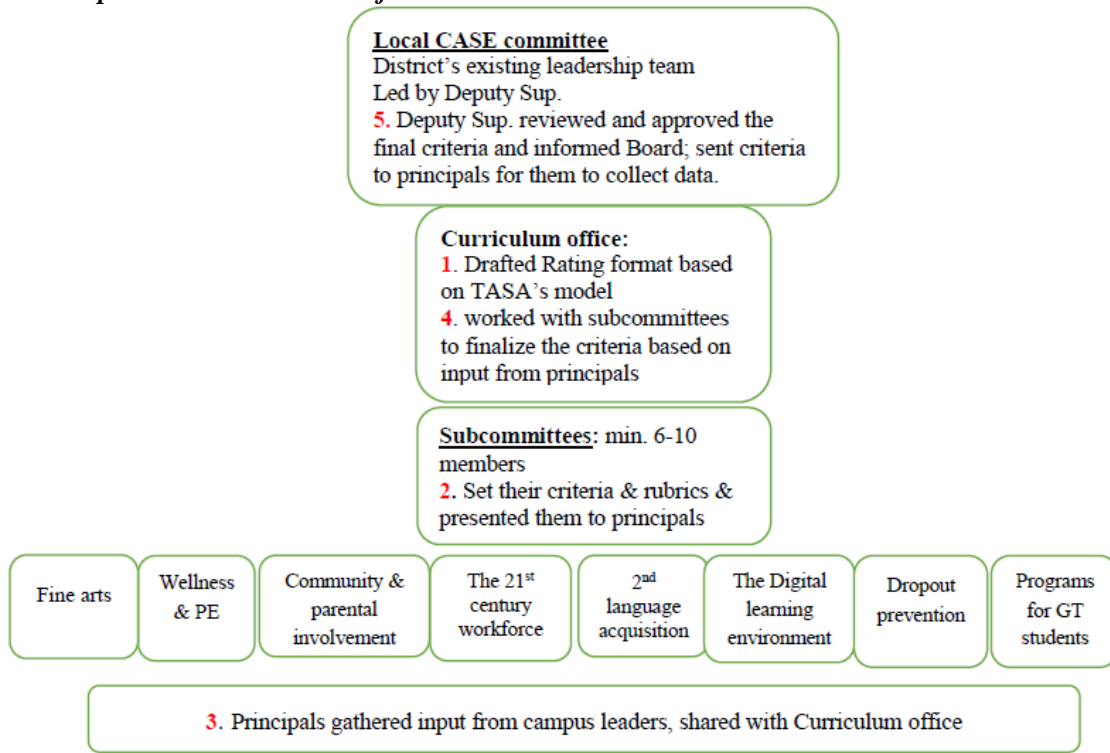 Local CASE committee
District's existing leadership team
Led by Deputy Sup.
5. Deputy Sup. reviewed and approved the
final criteria and informed Board; sent criteria
to principals for them to collect data.
Curriculum office:
1. Drafted Rating format based
on TASA's model
4. worked with subcommittees
to finalize the criteria based on
input from principals
Subcommittees: min. 6-10
members
2. Set their criteria & rubrics &
presented them to principals
Fine arts
Wellness
& PE
Community &
parental
involvement
The 21st
century
workforce
2nd
language
acquisition
The Digital
learning
environment
Dropout
prevention
Programs
for GT
students
3. Principals gathered input from campus leaders, shared with Curriculum office